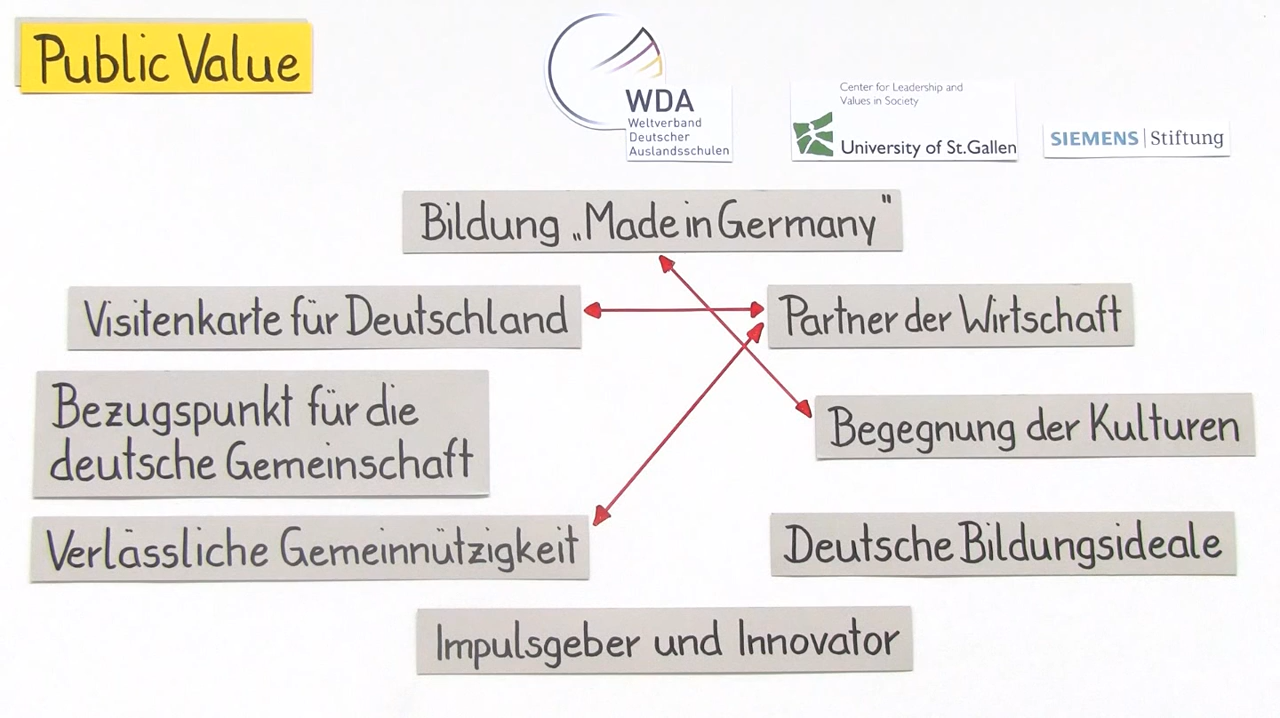 Public Value
WDA
Weltverband
Deutscher
Auslandsschulen
Center for Leadership and
Values in Society
University of St.Gallen
SIEMENS | Stiftung
Bildung „Made in Germany"
Visitenkarte für Deutschland
Partner der Wirtschaft
Bezugspunkt für die
deutsche Gemeinschaft
Begegnung der Kulturen
Verlässliche Gemeinnützigkeit
Deutsche Bildungsideale
Impulsgeber und Innovator